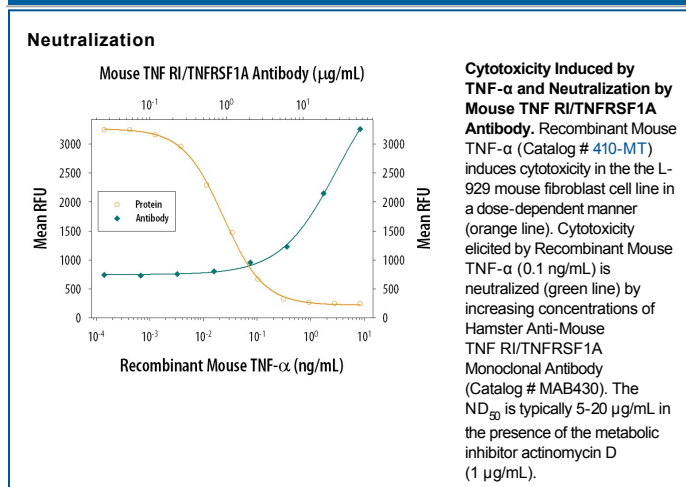 Neutralization
Mouse TNF RI/TNFRSF1A Antibody (μg/mL)
10⁻¹ 10⁰ 10¹
3000 3000
2500 2500
2000 2000
1500 1500
1000 1000
500 500
0 0
Mean RFU
Mean RFU
Protein
Antibody
10⁻⁴ 10⁻³ 10⁻² 10⁻¹ 10⁰ 10¹
Recombinant Mouse TNF-α (ng/mL)
Cytotoxicity Induced by
TNF-α and Neutralization by
Mouse TNF RI/TNFRSF1A
Antibody. Recombinant Mouse
TNF-α (Catalog # 410-MT)
induces cytotoxicity in the the L-
929 mouse fibroblast cell line in
a dose-dependent manner
(orange line). Cytotoxicity
elicited by Recombinant Mouse
TNF-α (0.1 ng/mL) is
neutralized (green line) by
increasing concentrations of
Hamster Anti-Mouse
TNF RI/TNFRSF1A
Monoclonal Antibody
(Catalog # MAB430). The
ND₅₀ is typically 5-20 μg/mL in
the presence of the metabolic
inhibitor actinomycin D
(1 μg/mL).